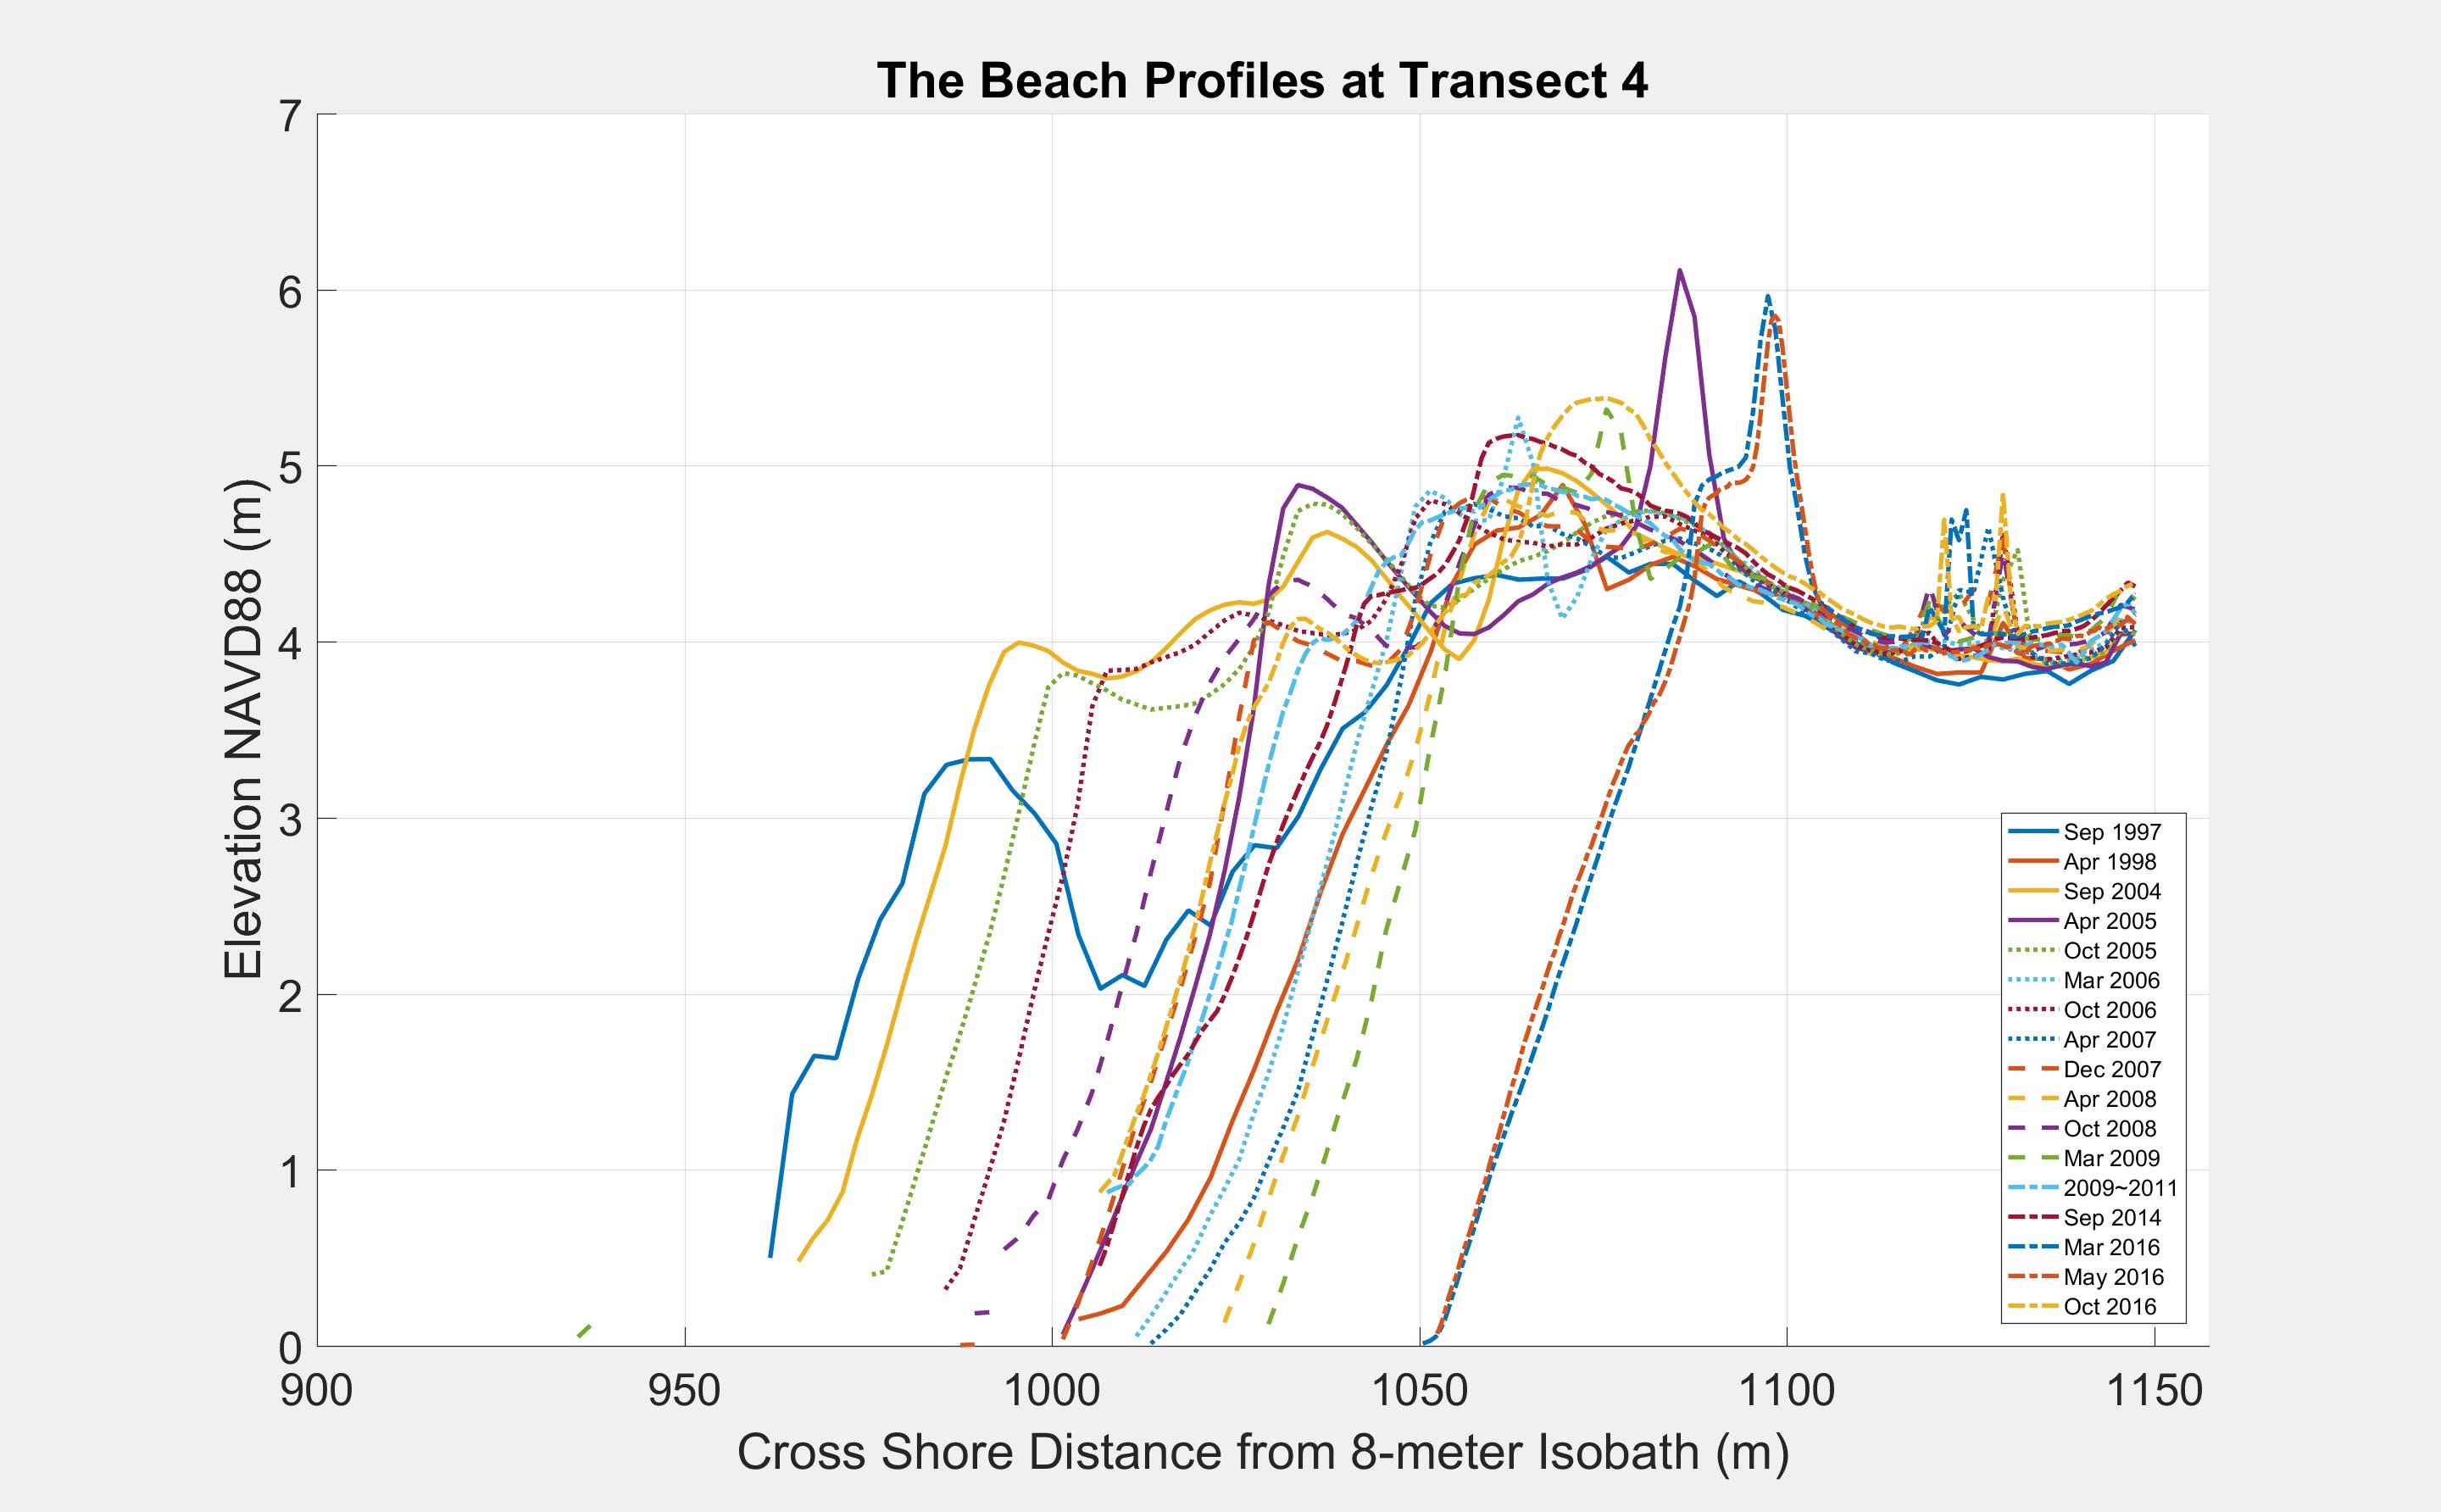 The Beach Profiles at Transect 4
7
6
5
4
3
2
1
0
Elevation NAVD88 (m)
Sep 1997
Apr 1998
Sep 2004
Apr 2005
Oct 2005
Mar 2006
Oct 2006
Apr 2007
Dec 2007
Apr 2008
Oct 2008
Mar 2009
2009~2011
Sep 2014
Mar 2016
May 2016
Oct 2016
900 950 1000 1050 1100 1150
Cross Shore Distance from 8-meter Isobath (m)